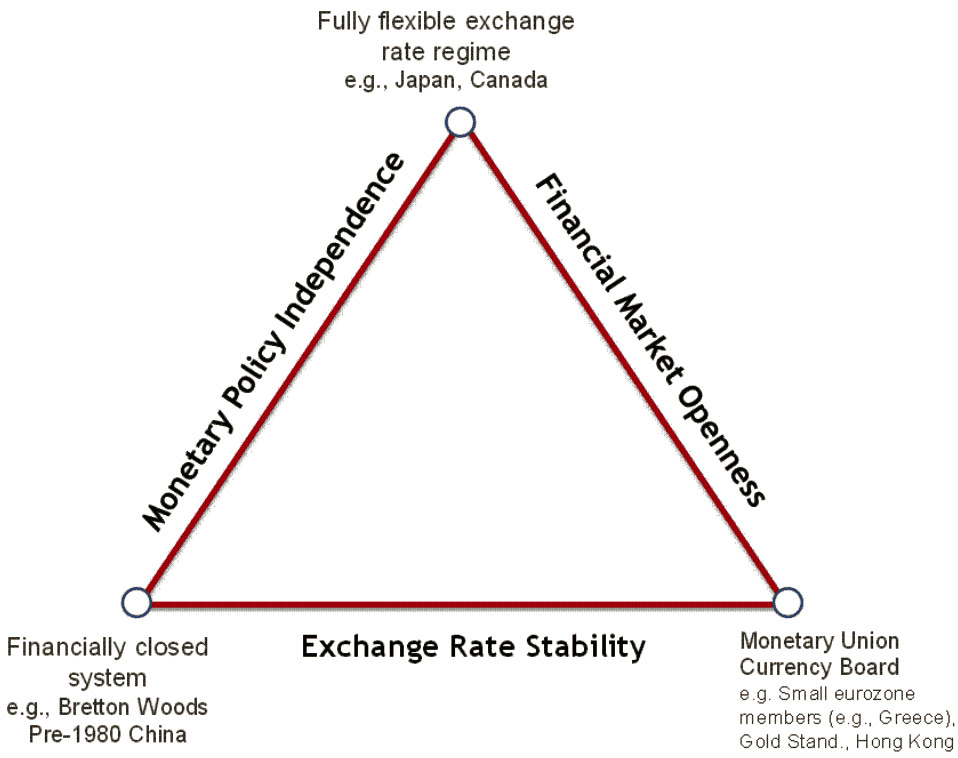 Fully flexible exchange
rate regime
e.g., Japan, Canada
Monetary Policy Independence
Financial Market Openness
Exchange Rate Stability
Financially closed
system
e.g., Bretton Woods
Pre-1980 China
Monetary Union
Currency Board
e.g. Small eurozone
members (e.g., Greece),
Gold Stand., Hong Kong